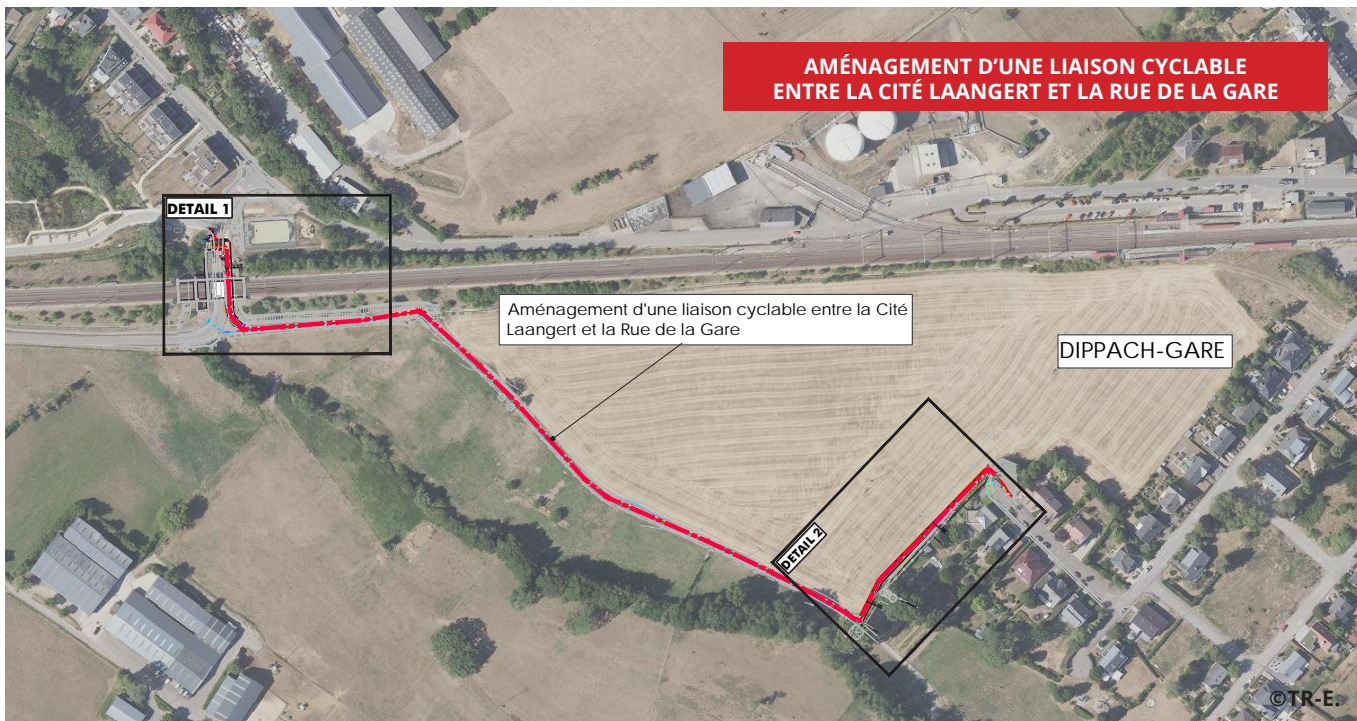 AMÉNAGEMENT D'UNE LIAISON CYCLABLE
ENTRE LA CITÉ LAANGERT ET LA RUE DE LA GARE
DETAIL 1
Aménagement d'une liaison cyclable entre la Cité
Laangert et la Rue de la Gare
DIPPACH-GARE
DETAIL 2
©TR-E.